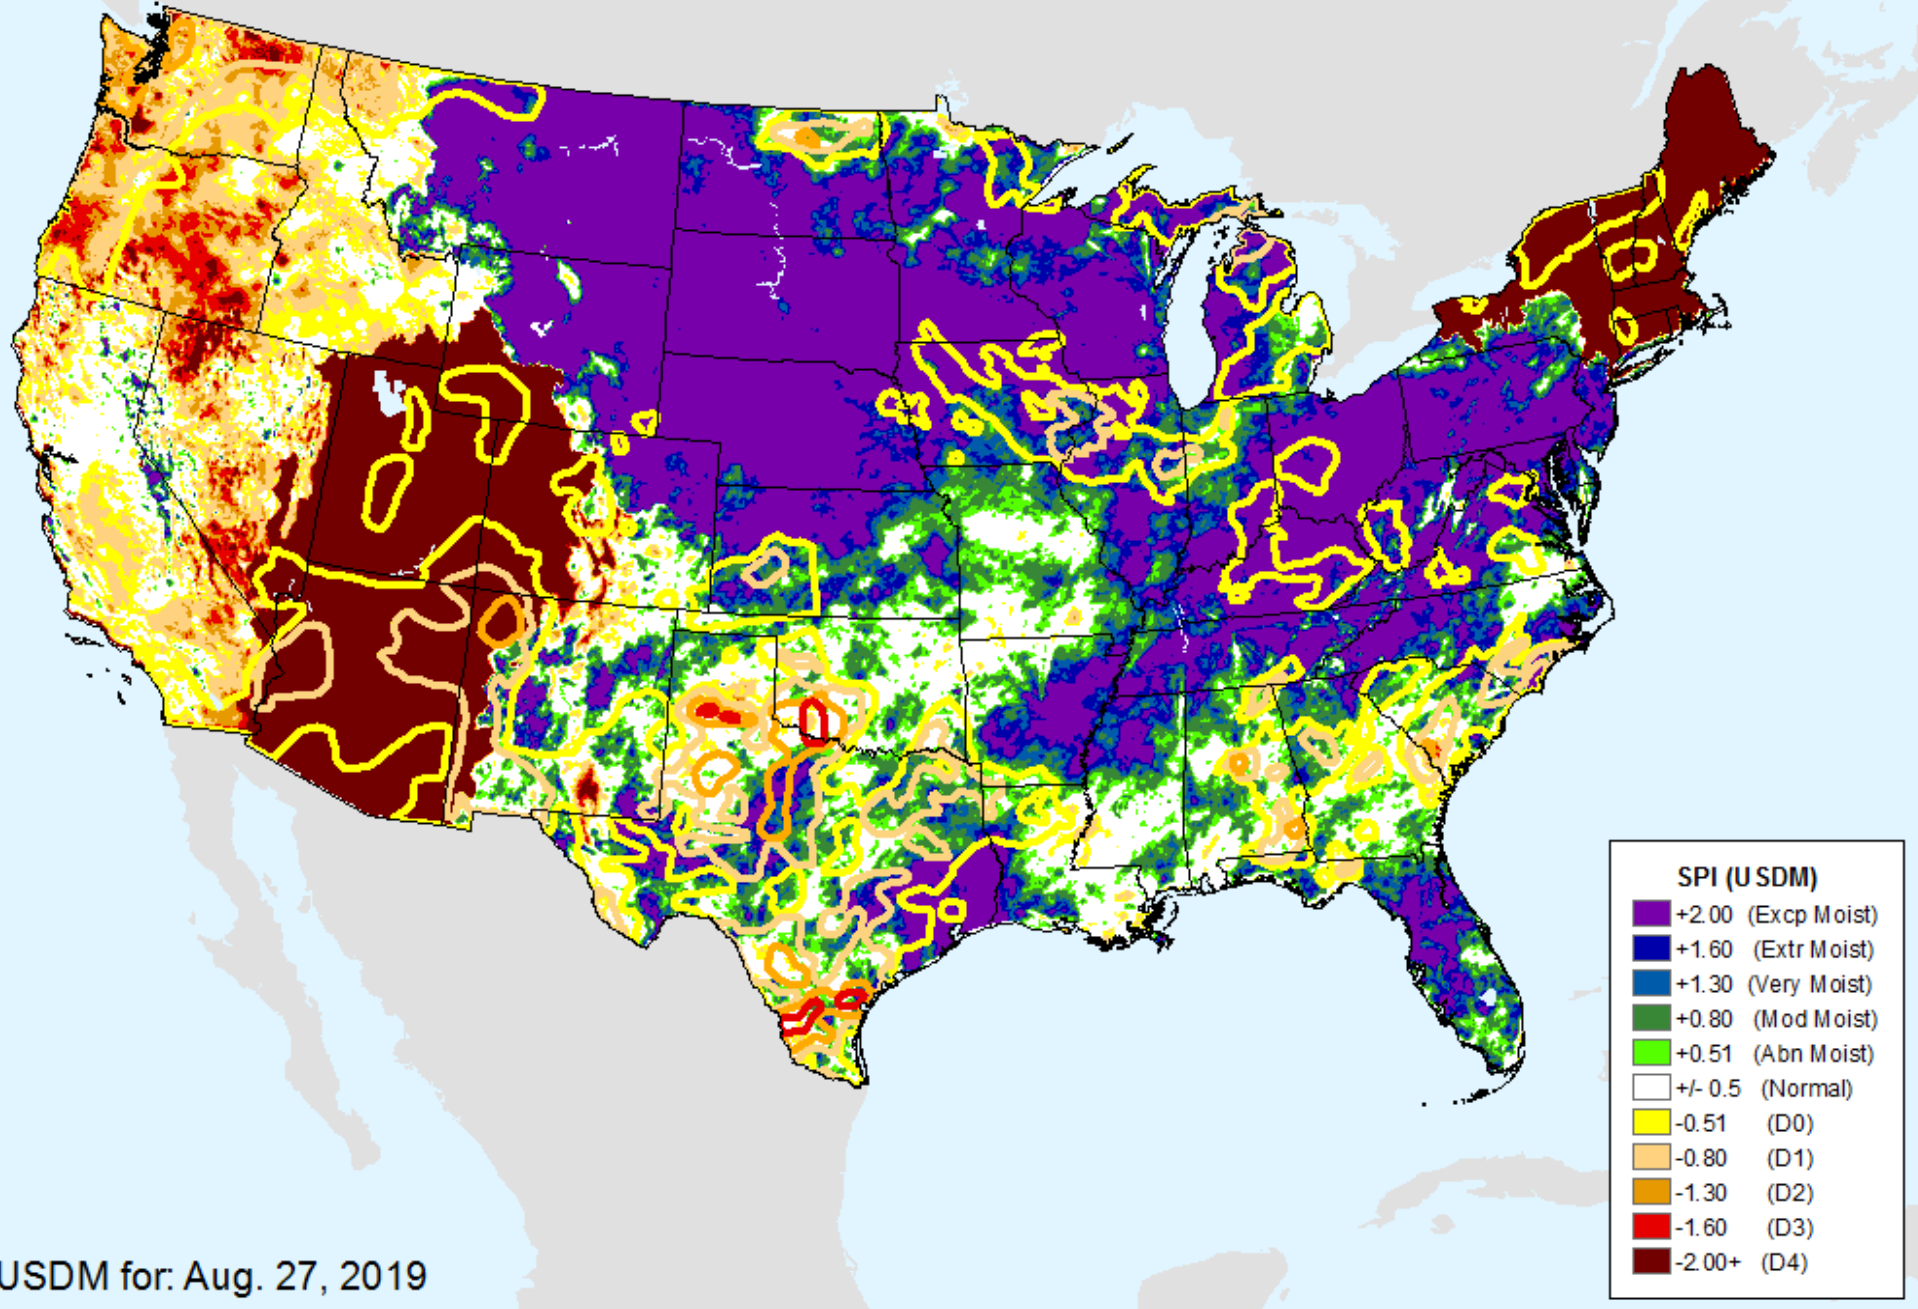 SPI (USDM)
+2.00 (Excp Moist)
+1.60 (Extr Moist)
+1.30 (Very Moist)
+0.80 (Mod Moist)
+0.51 (Abn Moist)
+/- 0.5 (Normal)
-0.51 (D0)
-0.80 (D1)
-1.30 (D2)
-1.60 (D3)
-2.00+ (D4)
USDM for: Aug. 27, 2019